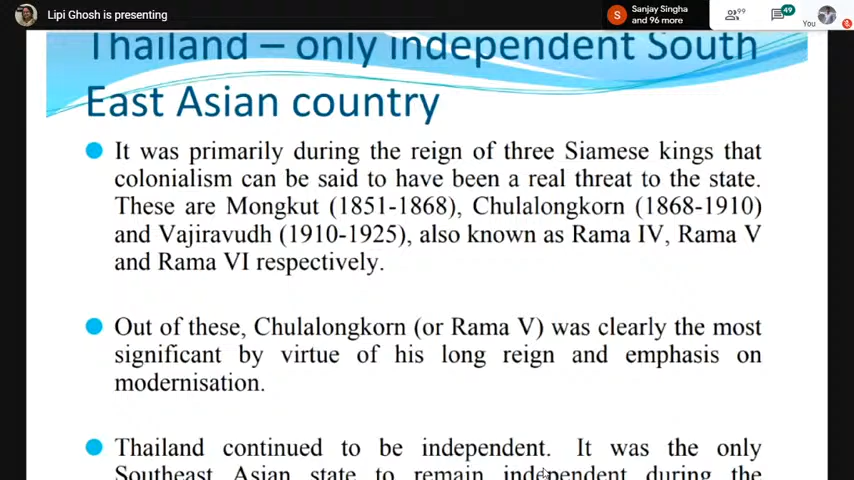 Lipi Ghosh is presenting
S
Sanjay Singha
and 96 more
99
49
You
Thailand – only independent South
East Asian country
It was primarily during the reign of three Siamese kings that
colonialism can be said to have been a real threat to the state.
These are Mongkut (1851-1868), Chulalongkorn (1868-1910)
and Vajiravudh (1910-1925), also known as Rama IV, Rama V
and Rama VI respectively.
Out of these, Chulalongkorn (or Rama V) was clearly the most
significant by virtue of his long reign and emphasis on
modernisation.
Thailand continued to be independent. It was the only
Southeast Asian state to remain independent during the